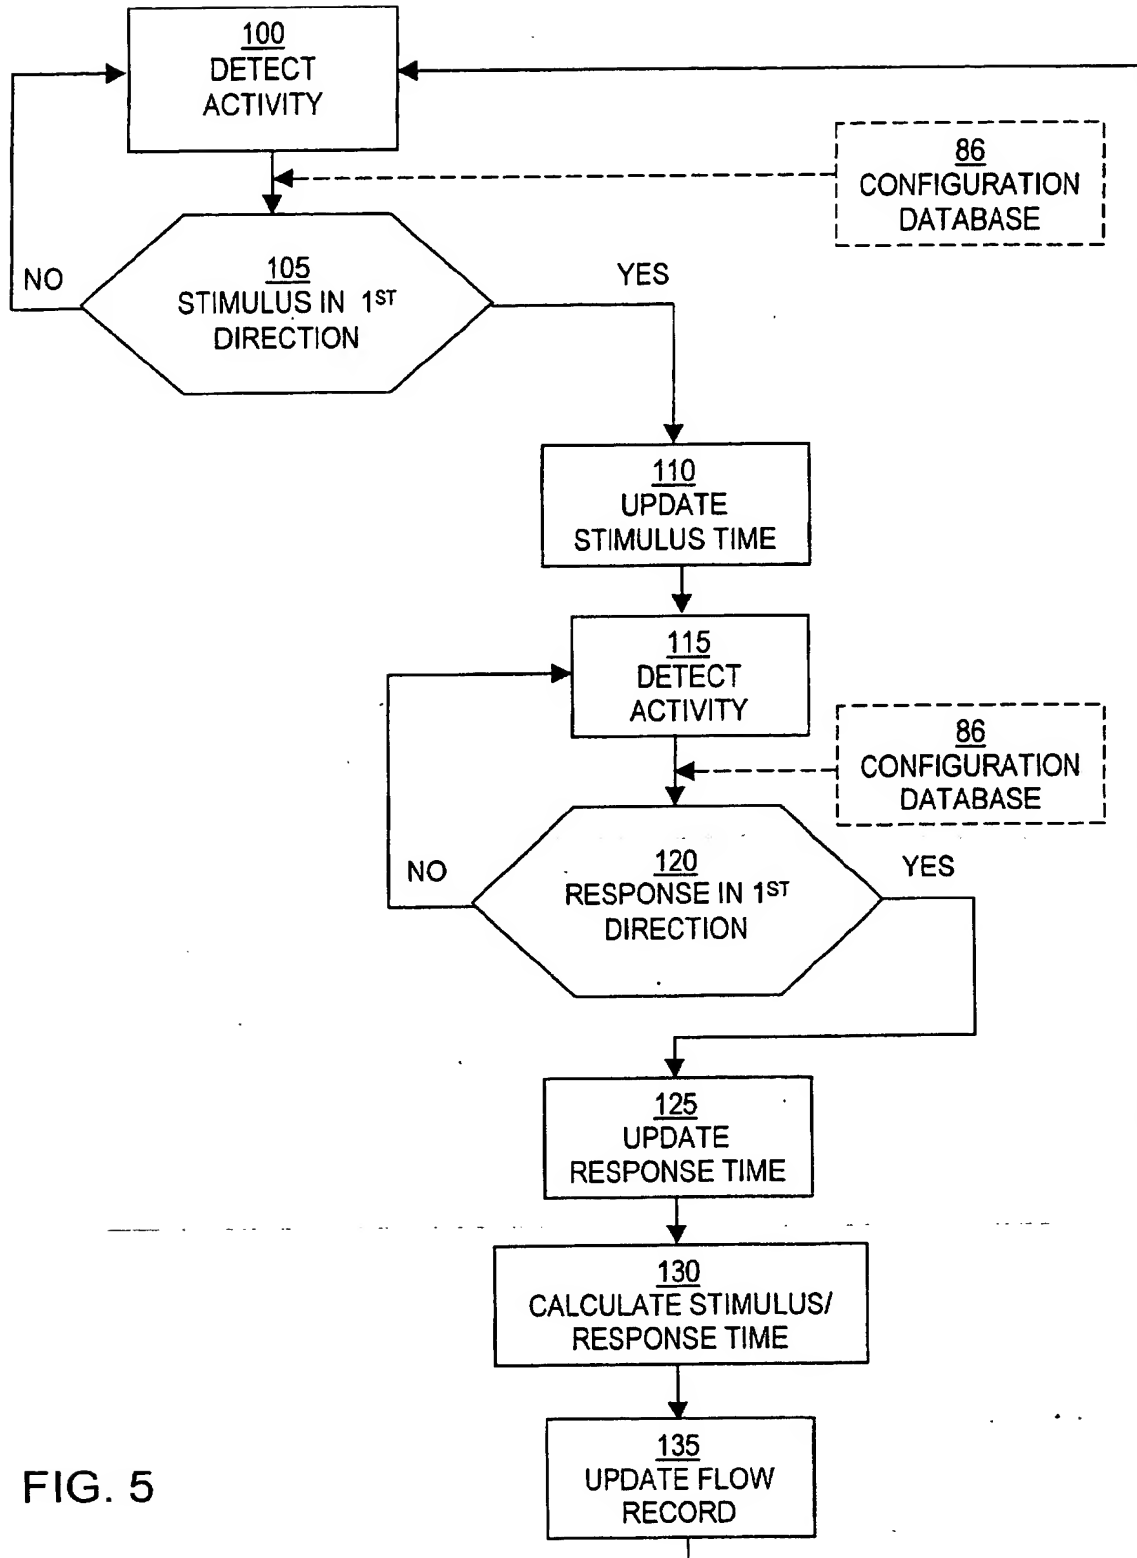 100
DETECT
ACTIVITY
86
CONFIGURATION
DATABASE
NO
105
STIMULUS IN 1ST
DIRECTION
YES
110
UPDATE
STIMULUS TIME
115
DETECT
ACTIVITY
86
CONFIGURATION
DATABASE
NO
120
RESPONSE IN 1ST
DIRECTION
YES
125
UPDATE
RESPONSE TIME
130
CALCULATE STIMULUS/
RESPONSE TIME
135
UPDATE FLOW
RECORD
FIG. 5